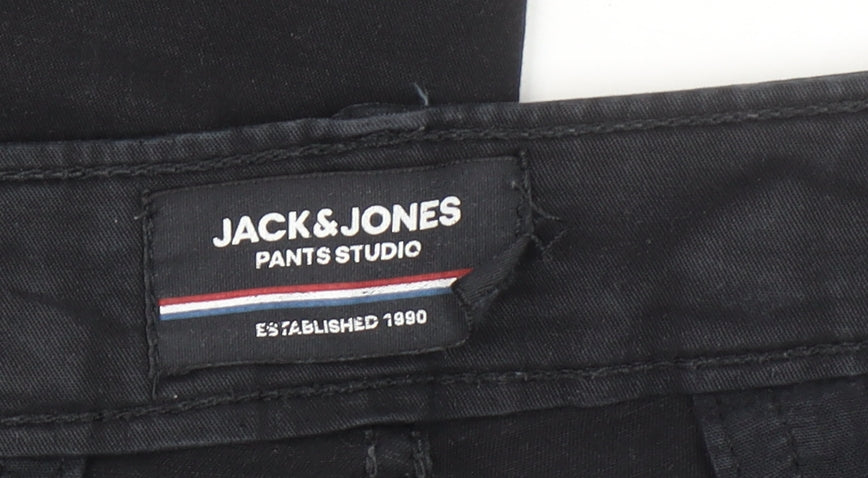 JACK&JONES
PANTS STUDIO
ESTABLISHED 1990